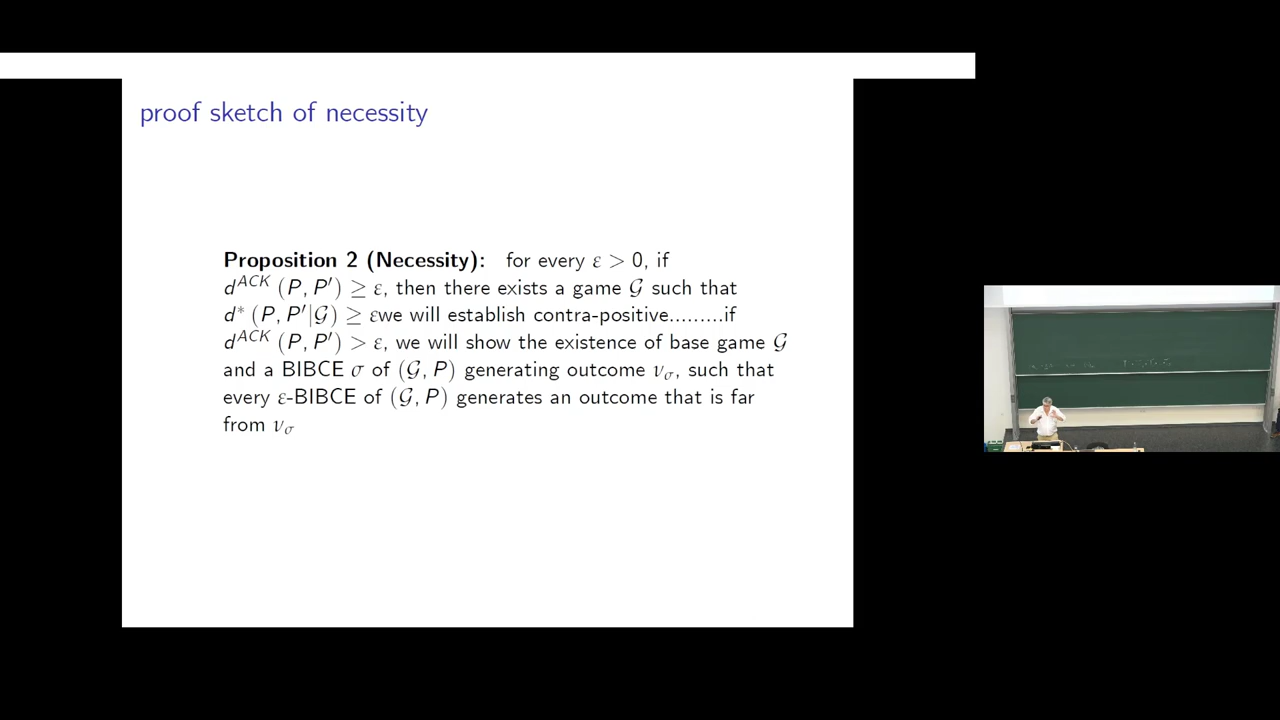 proof sketch of necessity
Proposition 2 (Necessity): for every ε > 0, if
d^{ACK} (P, P′) ≥ ε, then there exists a game 𝒢 such that
d* (P, P′|𝒢) ≥ εwe will establish contra-positive.........if
d^{ACK} (P, P′) > ε, we will show the existence of base game 𝒢
and a BIBCE σ of (𝒢, P) generating outcome ν_σ, such that
every ε-BIBCE of (𝒢, P) generates an outcome that is far
from ν_σ